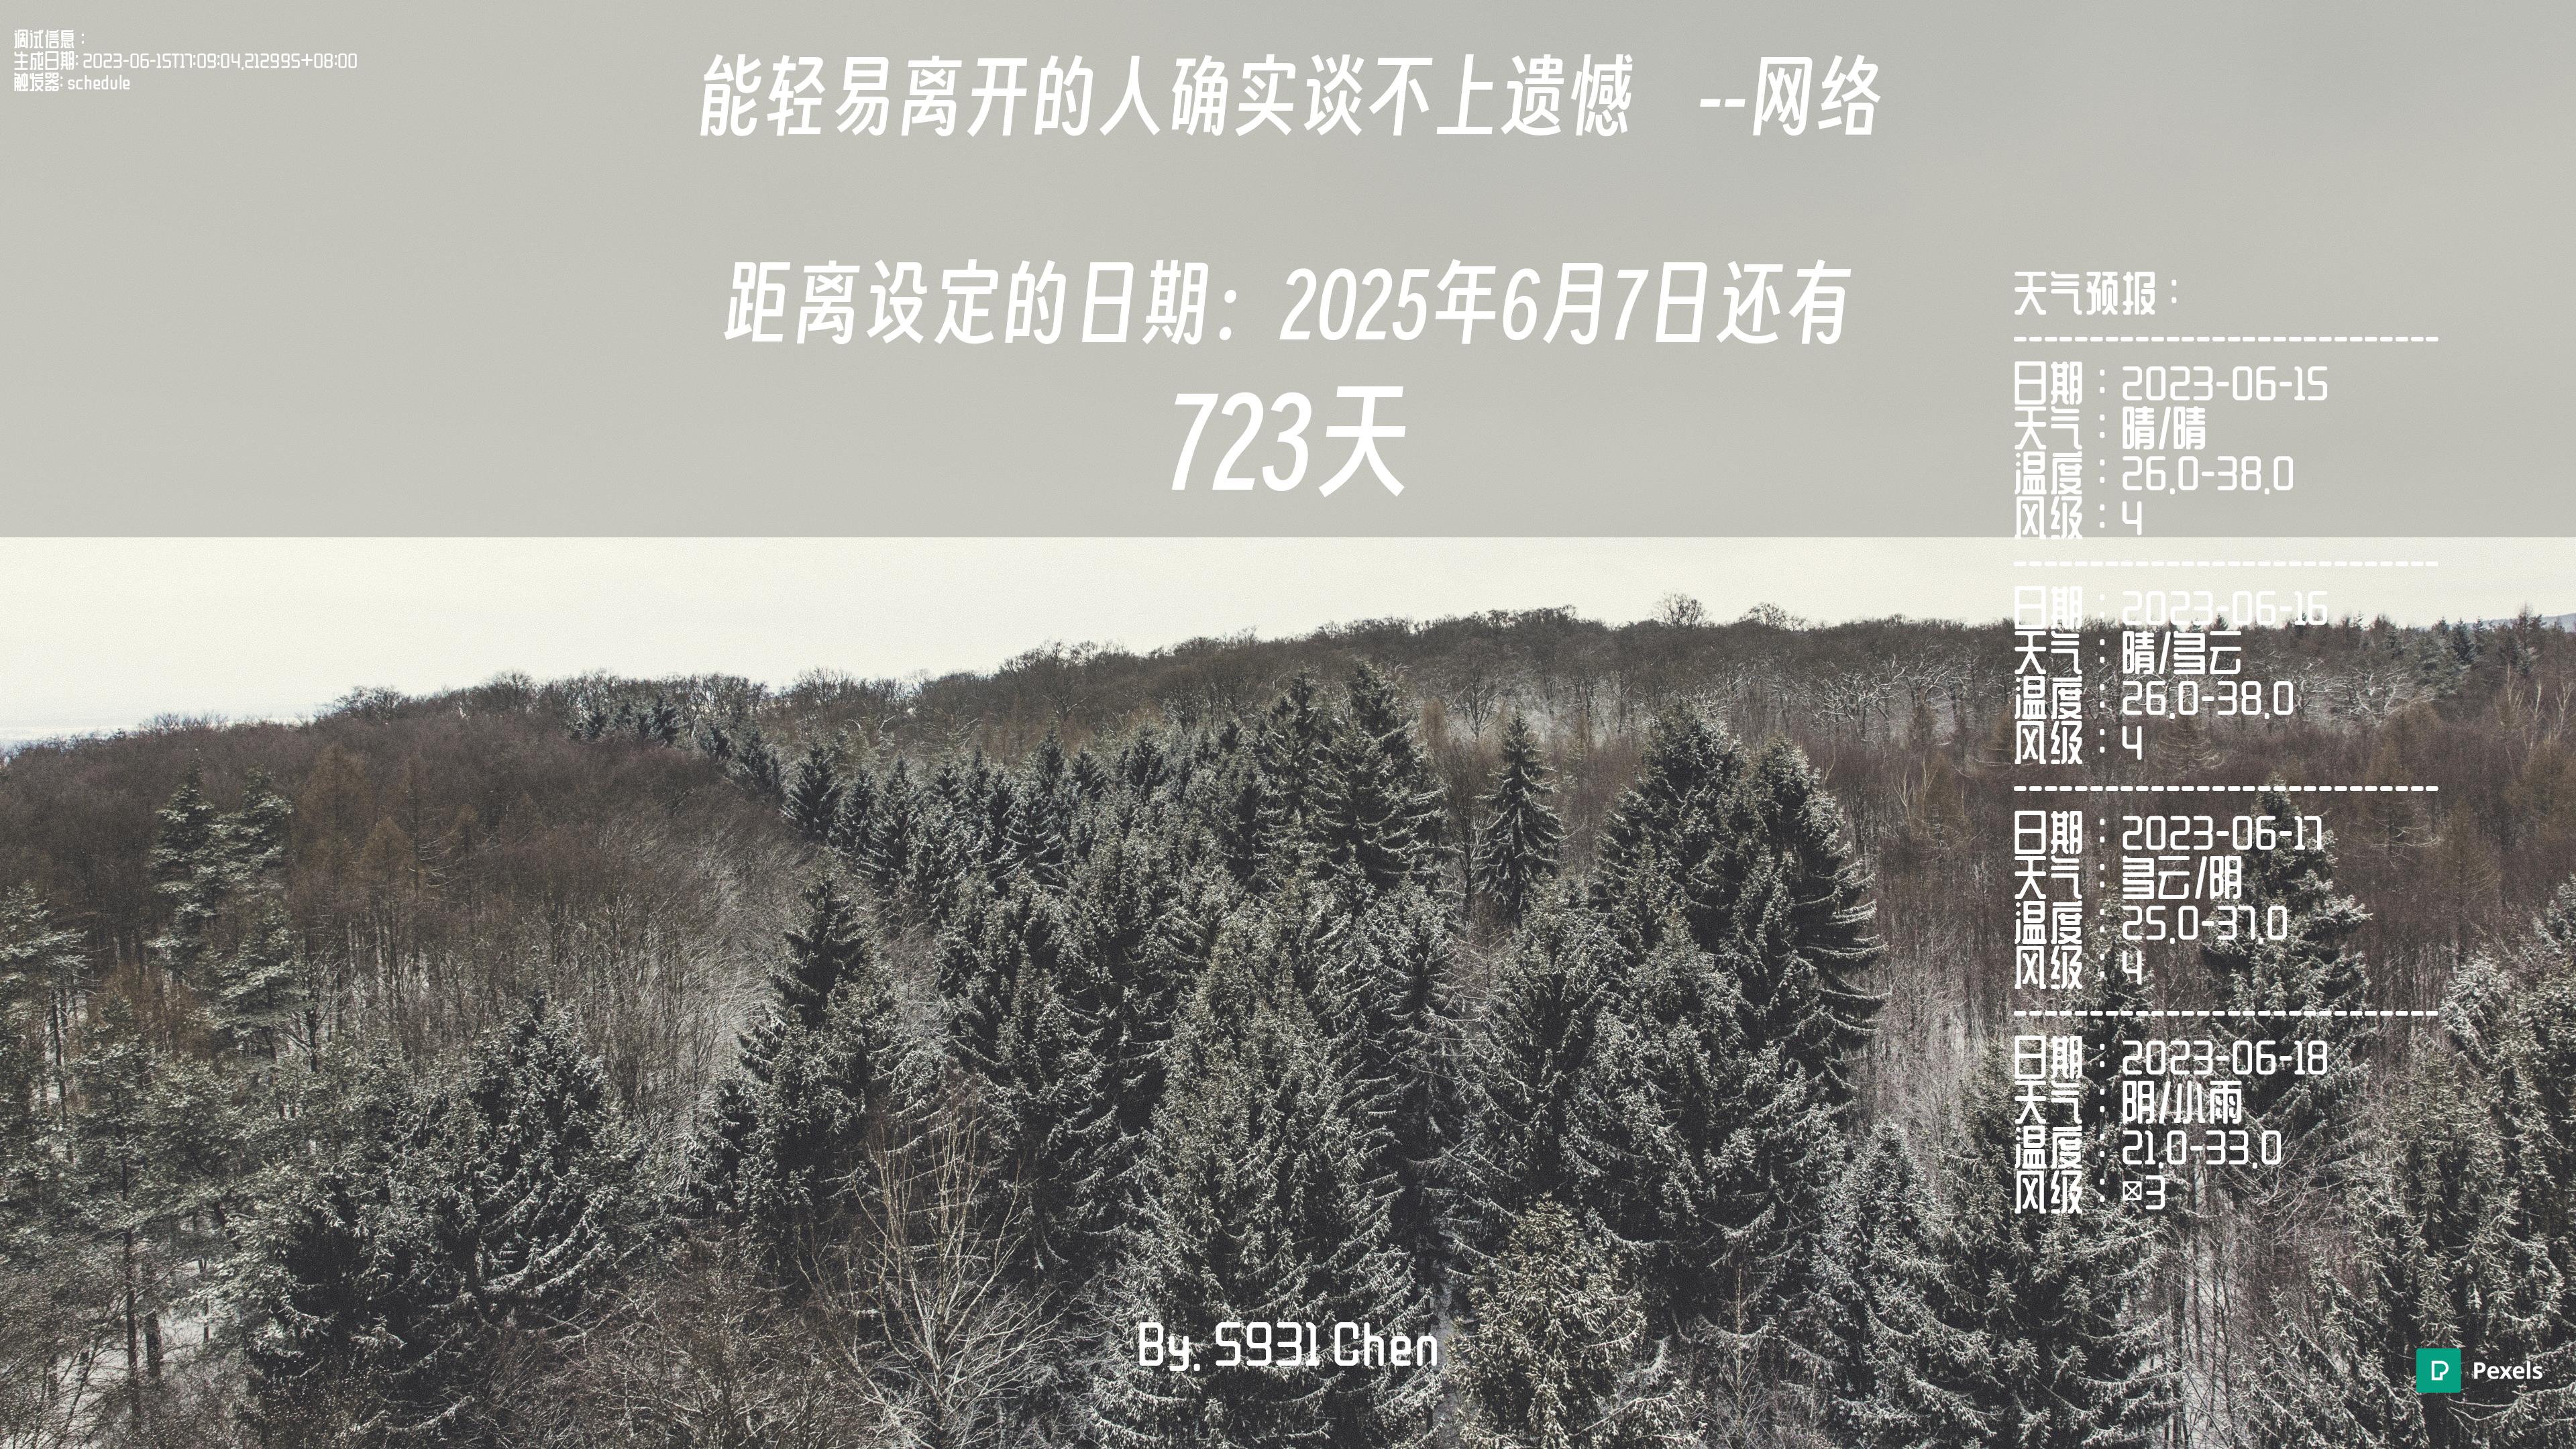 调试信息：
生成日期: 2023-06-15T17:09:04.212995+08:00
触发器: schedule
能轻易离开的人确实谈不上遗憾 --网络
距离设定的日期：2025年6月7日还有
723天
天气预报：
----------------------------
日期：2023-06-15
天气：晴/晴
温度：26.0-38.0
风级：4
----------------------------
日期：2023-06-16
天气：晴/多云
温度：26.0-38.0
风级：4
----------------------------
日期：2023-06-17
天气：多云/阴
温度：25.0-37.0
风级：4
----------------------------
日期：2023-06-18
天气：阴/小雨
温度：21.0-33.0
风级：☒3
By. S931 Chen
Pexels